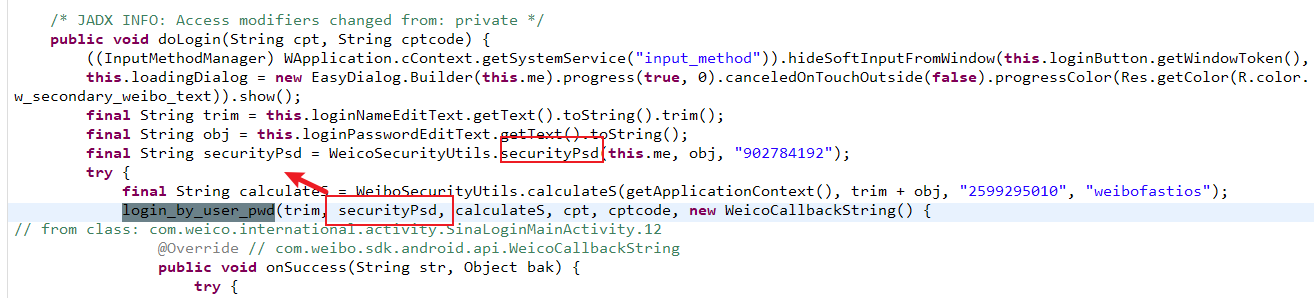 /* JADX INFO: Access modifiers changed from: private */
public void doLogin(String cpt, String cptcode) {
((InputMethodManager) WApplication.cContext.getSystemService("input_method")).hideSoftInputFromWindow(this.loginButton.getWindowToken(),
this.loadingDialog = new EasyDialog.Builder(this.me).progress(true, 0).canceledOnTouchOutside(false).progressColor(Res.getColor(R.color.
w_secondary_weibo_text)).show();
final String trim = this.loginNameEditText.getText().toString().trim();
final String obj = this.loginPasswordEditText.getText().toString();
final String securityPsd = WeicoSecurityUtils.securityPsd(this.me, obj, "902784192");
try {
final String calculateS = WeiboSecurityUtils.calculateS(getApplicationContext(), trim + obj, "2599295010", "weibofastios");
login_by_user_pwd(trim, securityPsd, calculateS, cpt, cptcode, new WeicoCallbackString() {
// from class: com.weico.international.activity.SinaLoginMainActivity.12
@Override // com.weibo.sdk.android.api.WeicoCallbackString
public void onSuccess(String str, Object bak) {
try {